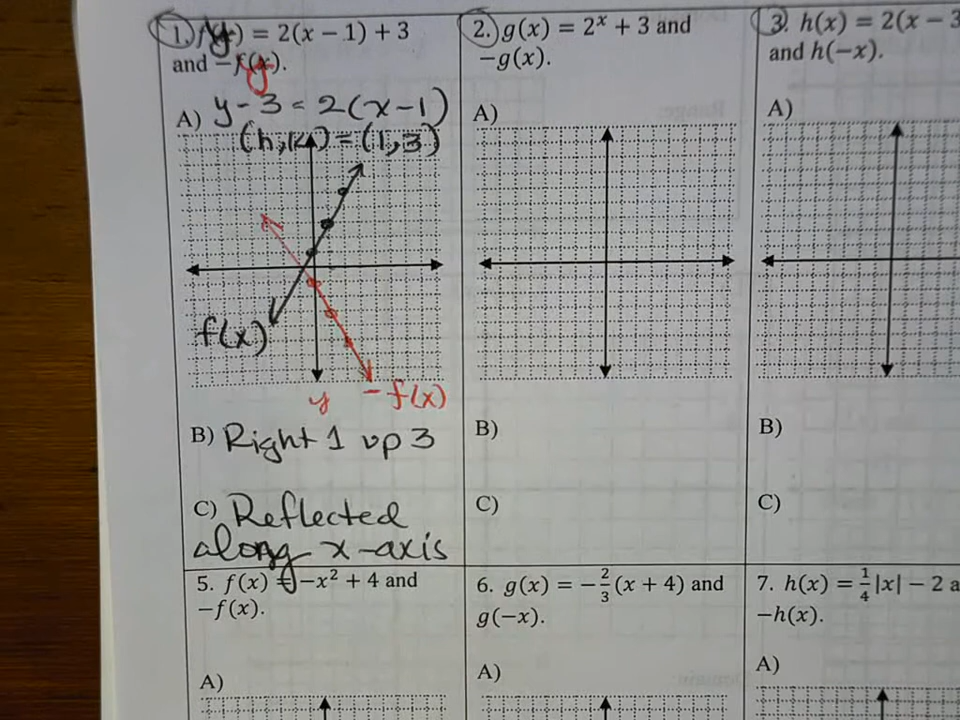 1. f(x) = 2(x − 1) + 3
and −f(x).
A) y - 3 = 2(x-1)
(h,k) = (1,3)
f(x)
y
- f(x)
B) Right 1 up 3
C) Reflected
along x-axis
2. g(x) = 2ˣ + 3 and
−g(x).
A)
B)
C)
3. h(x) = 2(x − 3
and h(−x).
A)
B)
C)
5. f(x) = −x² + 4 and
−f(x).
A)
6. g(x) = −2/3(x + 4) and
g(−x).
A)
7. h(x) = 1/4|x| − 2 a
−h(x).
A)